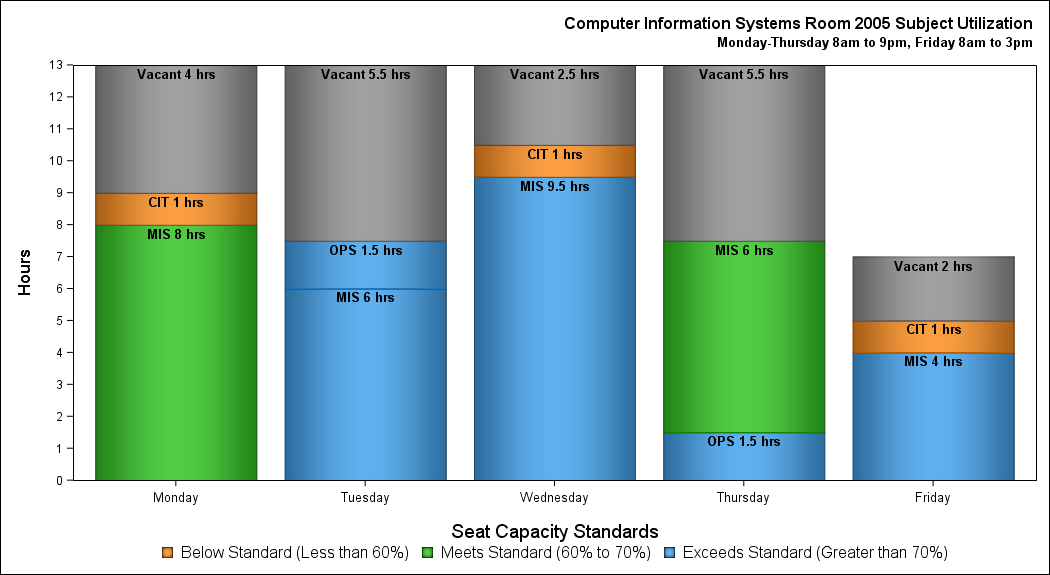 Computer Information Systems Room 2005 Subject Utilization
Monday-Thursday 8am to 9pm, Friday 8am to 3pm
Hours
13
12
11
10
9
8
7
6
5
4
3
2
1
0
Vacant 4 hrs
CIT 1 hrs
MIS 8 hrs
Vacant 5.5 hrs
OPS 1.5 hrs
MIS 6 hrs
Vacant 2.5 hrs
CIT 1 hrs
MIS 9.5 hrs
Vacant 5.5 hrs
MIS 6 hrs
OPS 1.5 hrs
Vacant 2 hrs
CIT 1 hrs
MIS 4 hrs
Monday Tuesday Wednesday Thursday Friday
Seat Capacity Standards
Below Standard (Less than 60%) Meets Standard (60% to 70%) Exceeds Standard (Greater than 70%)